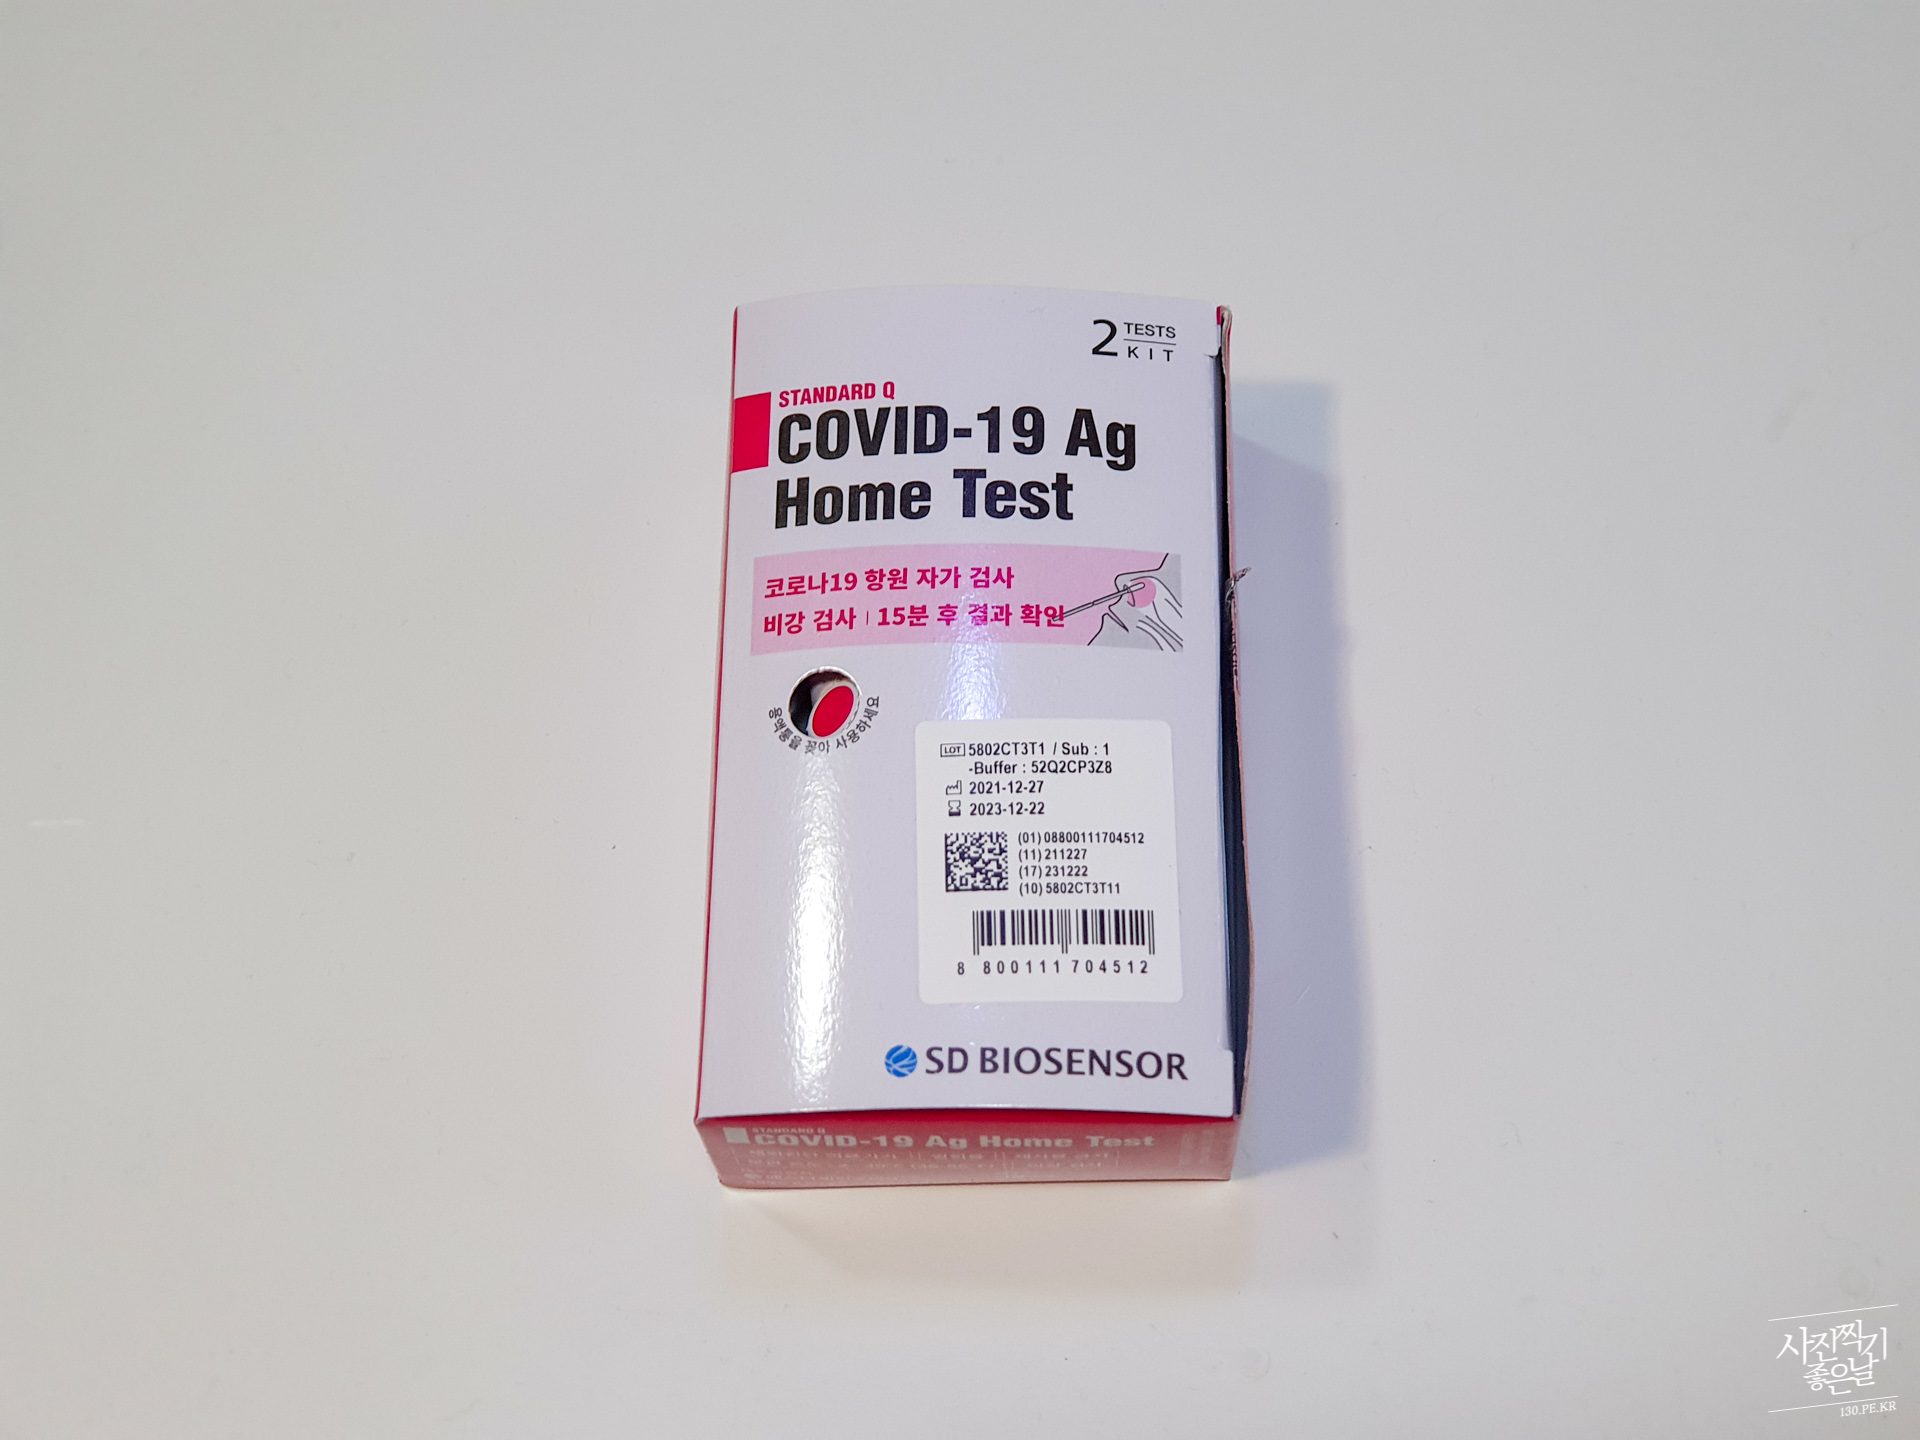 2 TESTS
KIT
STANDARD Q
COVID-19 Ag
Home Test
코로나19 항원 자가 검사
비강 검사 | 15분 후 결과 확인
용액통을 꽂아 사용하세요
LOT 5802CT3T1 / Sub : 1
-Buffer : 52Q2CP3Z8
2021-12-27
2023-12-22
(01) 08800111704512
(11) 211227
(17) 231222
(10) 5802CT3T11
8 800111 704512
SD BIOSENSOR
STANDARD Q
COVID-19 Ag Home Test
사진찍기
좋은날
130.PE.KR